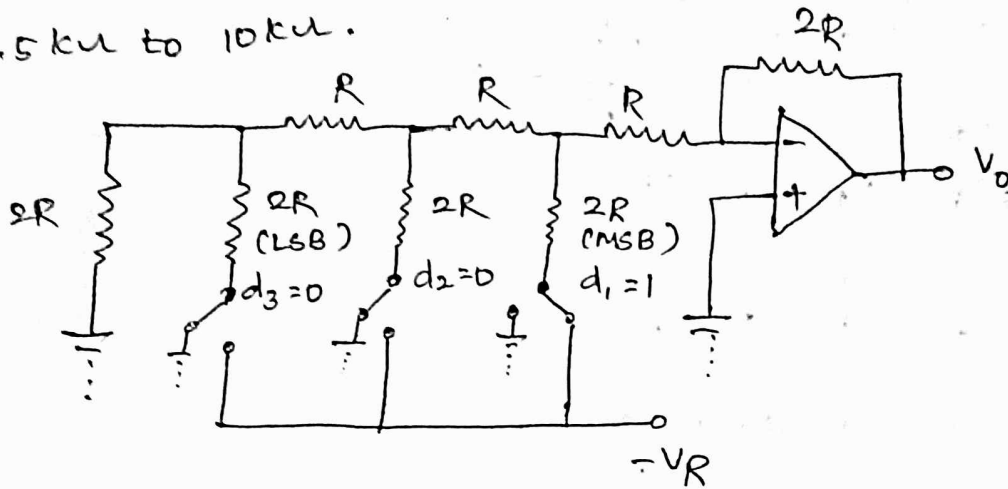 .5 kΩ to 10 kΩ.
2R
R R R
V₀
2R 2R (LSB) 2R 2R (MSB)
d₃=0 d₂=0 d₁=1
-VR